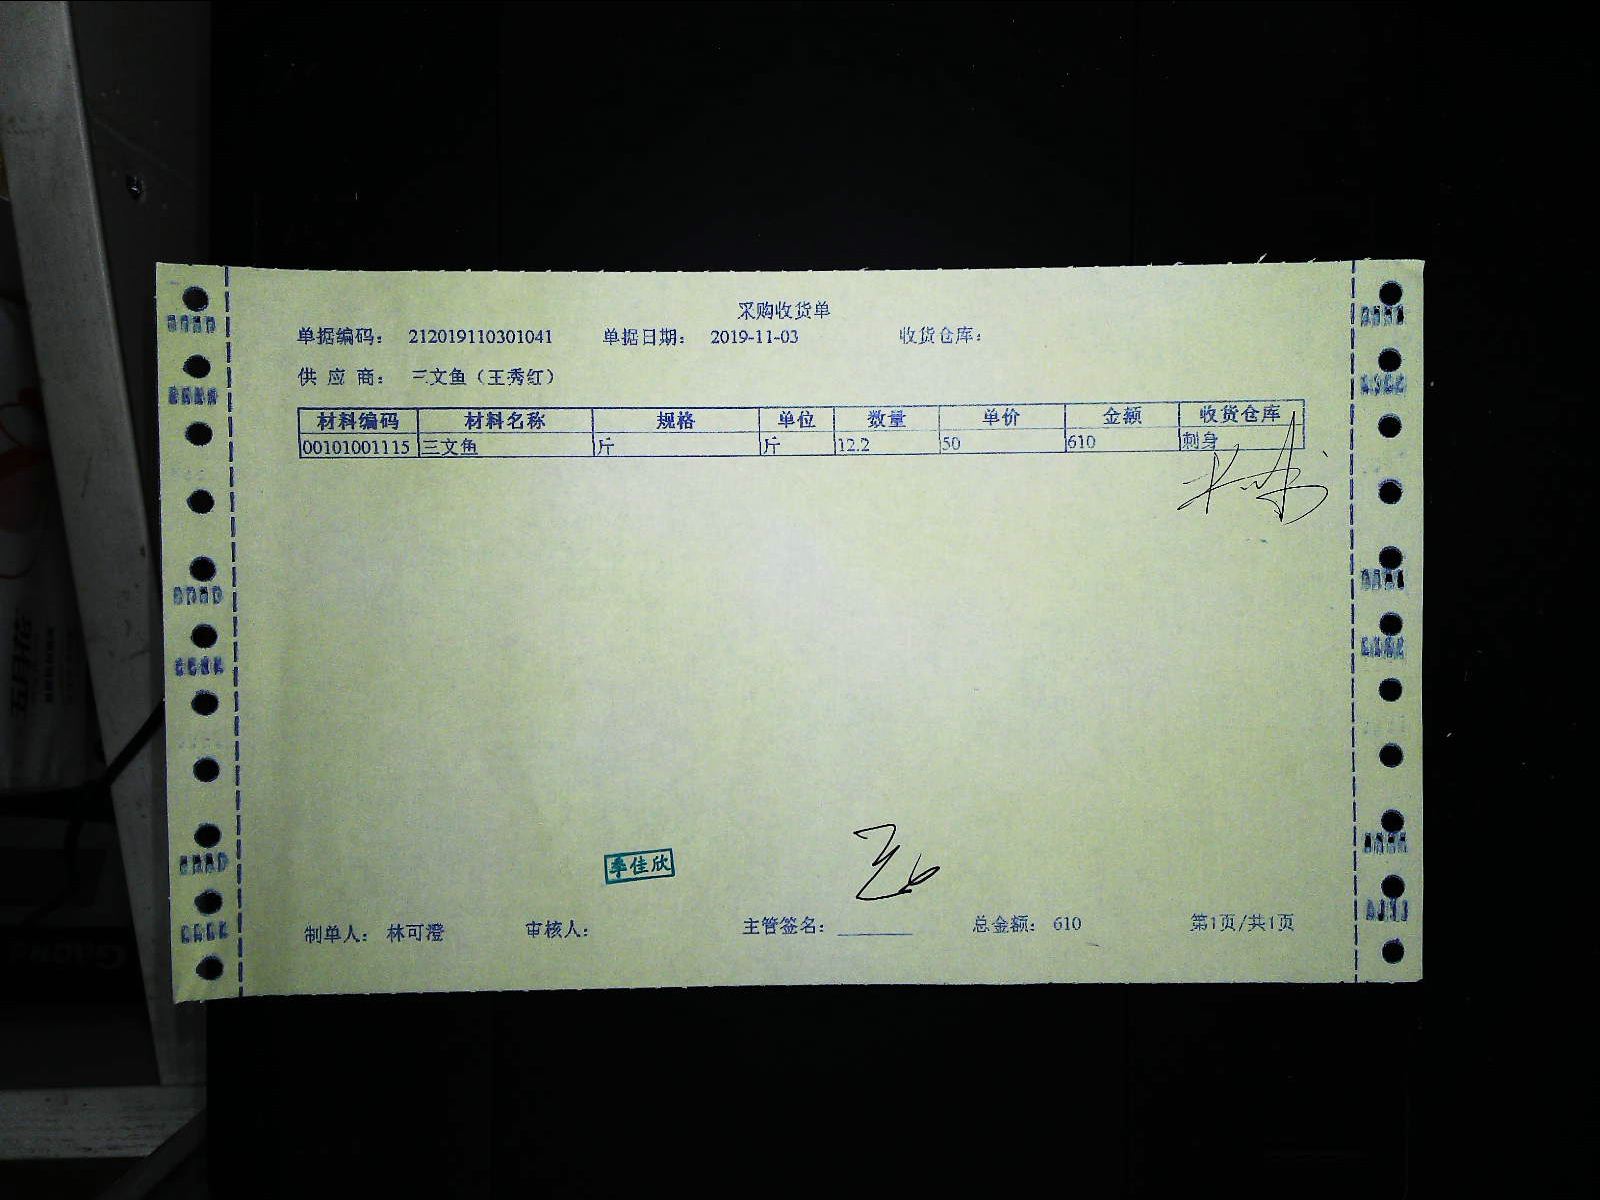 采购收货单
单据编码： 212019110301041 单据日期： 2019-11-03 收货仓库：
供 应 商： 三文鱼（王秀红）
材料编码 材料名称 规格 单位 数量 单价 金额 收货仓库
00101001115 三文鱼 斤 斤 12.2 50 610 刺身
李佳欣
制单人： 林可澄 审核人： 主管签名： ________ 总金额： 610 第1页/共1页